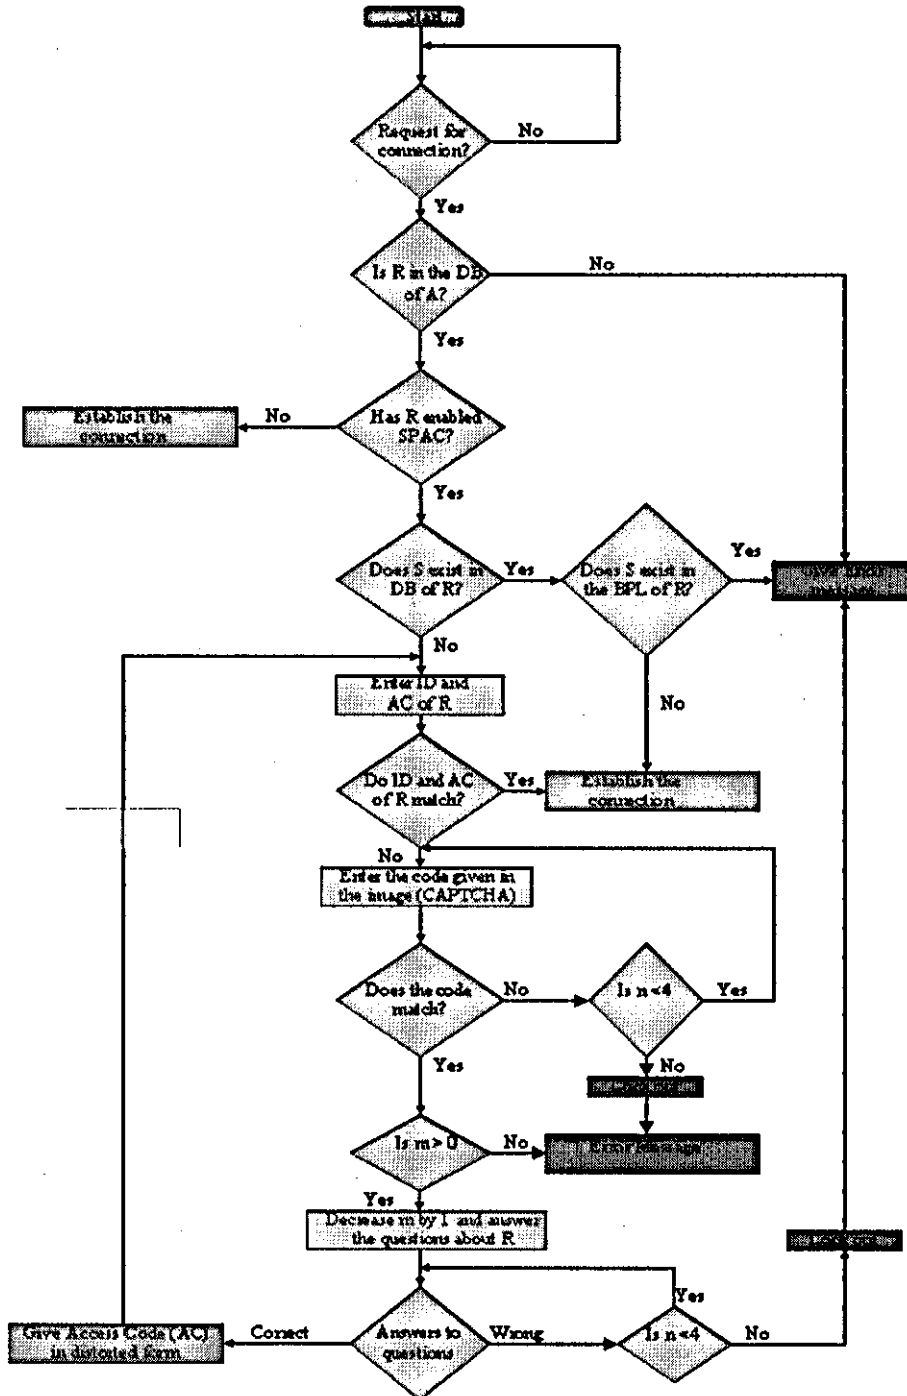 Start
No
Request for
connection?
Yes
No
Is R in the DB
of A?
Yes
Establish the
connection
No
Has R enabled
SPAC?
Yes
Does S exist in
DB of R?
Yes
Does S exist in
the BPL of R?
Yes
No
Enter ID and
AC of R
No
Do ID and AC
of R match?
Yes
Establish the
connection
No
Enter the code given in
the image (CAPTCHA)
Does the code
match?
No
Is n <4
Yes
Yes
No
Is m > 0
No
Error Message
Yes
Decrease m by 1 and answer
the questions about R
Yes
Give Access Code (AC)
in distorted form
Correct
Answers to
questions
Wrong
Is n <4
No